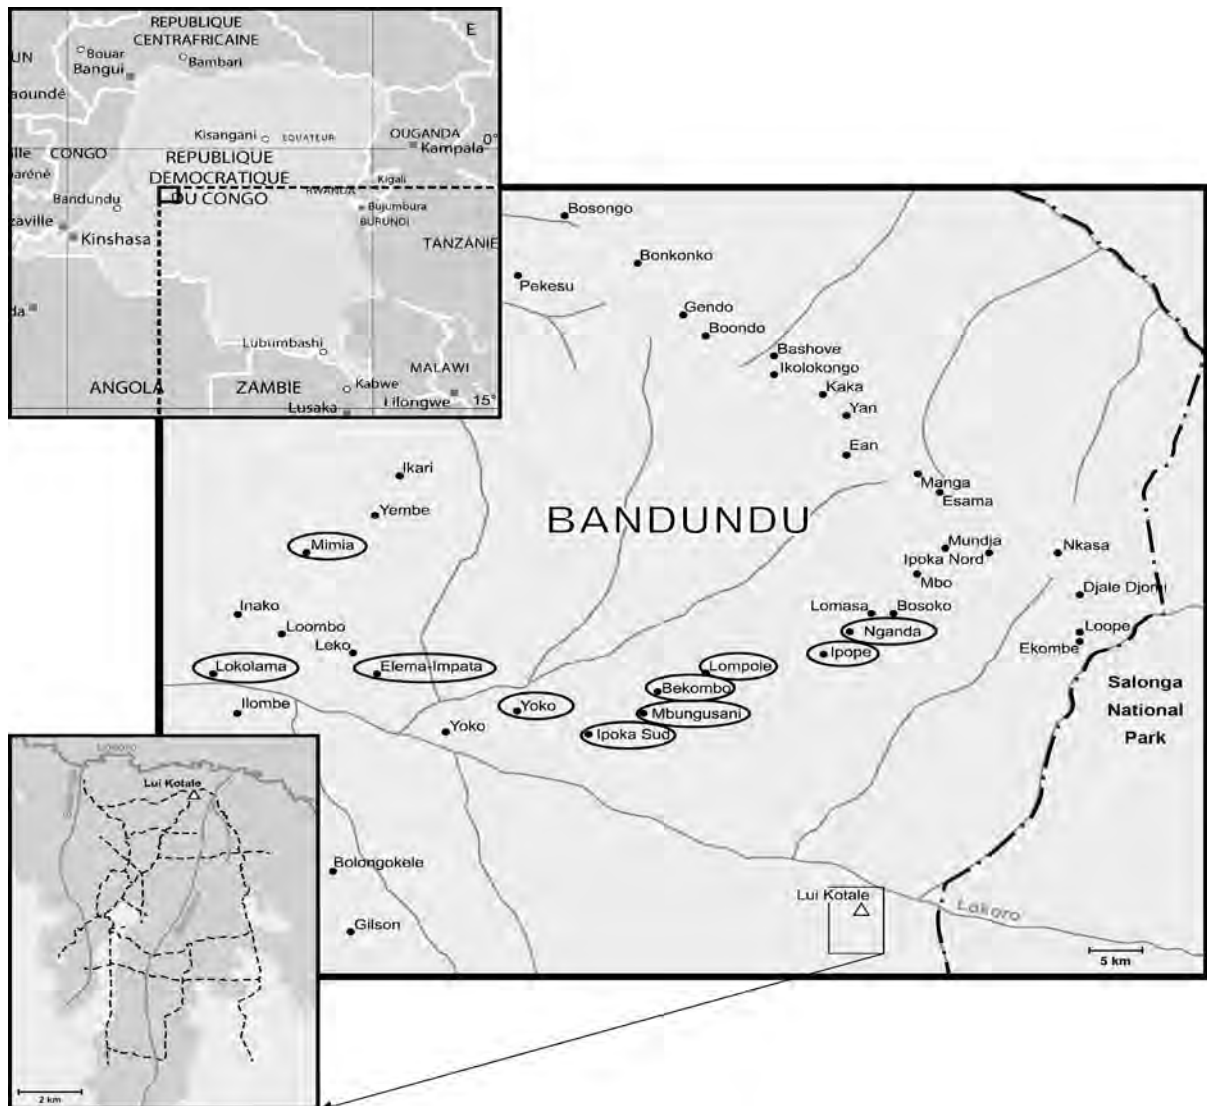 REPUBLIQUE
CENTRAFRICAINE
E
UN
Bouar
Bambari
Bangui
aoundé
Kisangani
EQUATEUR
OUGANDA
0°
Kampala
ille
CONGO
REPUBLIQUE
DEMOCRATIQUE
DU CONGO
paréné
Kigali
RWANDA
Bandundu
Bujumbura
BURUNDI
zaville
Kinshasa
TANZANIE
da
Lubumbashi
MALAWI
ANGOLA
ZAMBIE
Kabwe
Lilongwe
15°
Lusaka
Bosongo
Bonkonko
Pekesu
Gendo
Boondo
Bashove
Ikolokongo
Kaka
Yan
Ean
Ikari
Manga
Esama
Yembe
BANDUNDU
Mimia
Mundja
Ipoka Nord
Nkasa
Mbo
Djale Djoni
Inako
Lomasa
Bosoko
Loombo
Nganda
Loope
Leko
Ipope
Ekombe
Lokolama
Elema-Impata
Lompole
Bekombo
Salonga
National
Park
Ilombe
Yoko
Mbungusani
Yoko
Ipoka Sud
Lokoro
Lui Kotale
Bolongokele
Lui Kotale
Gilson
Lokoro
5 km
2 km